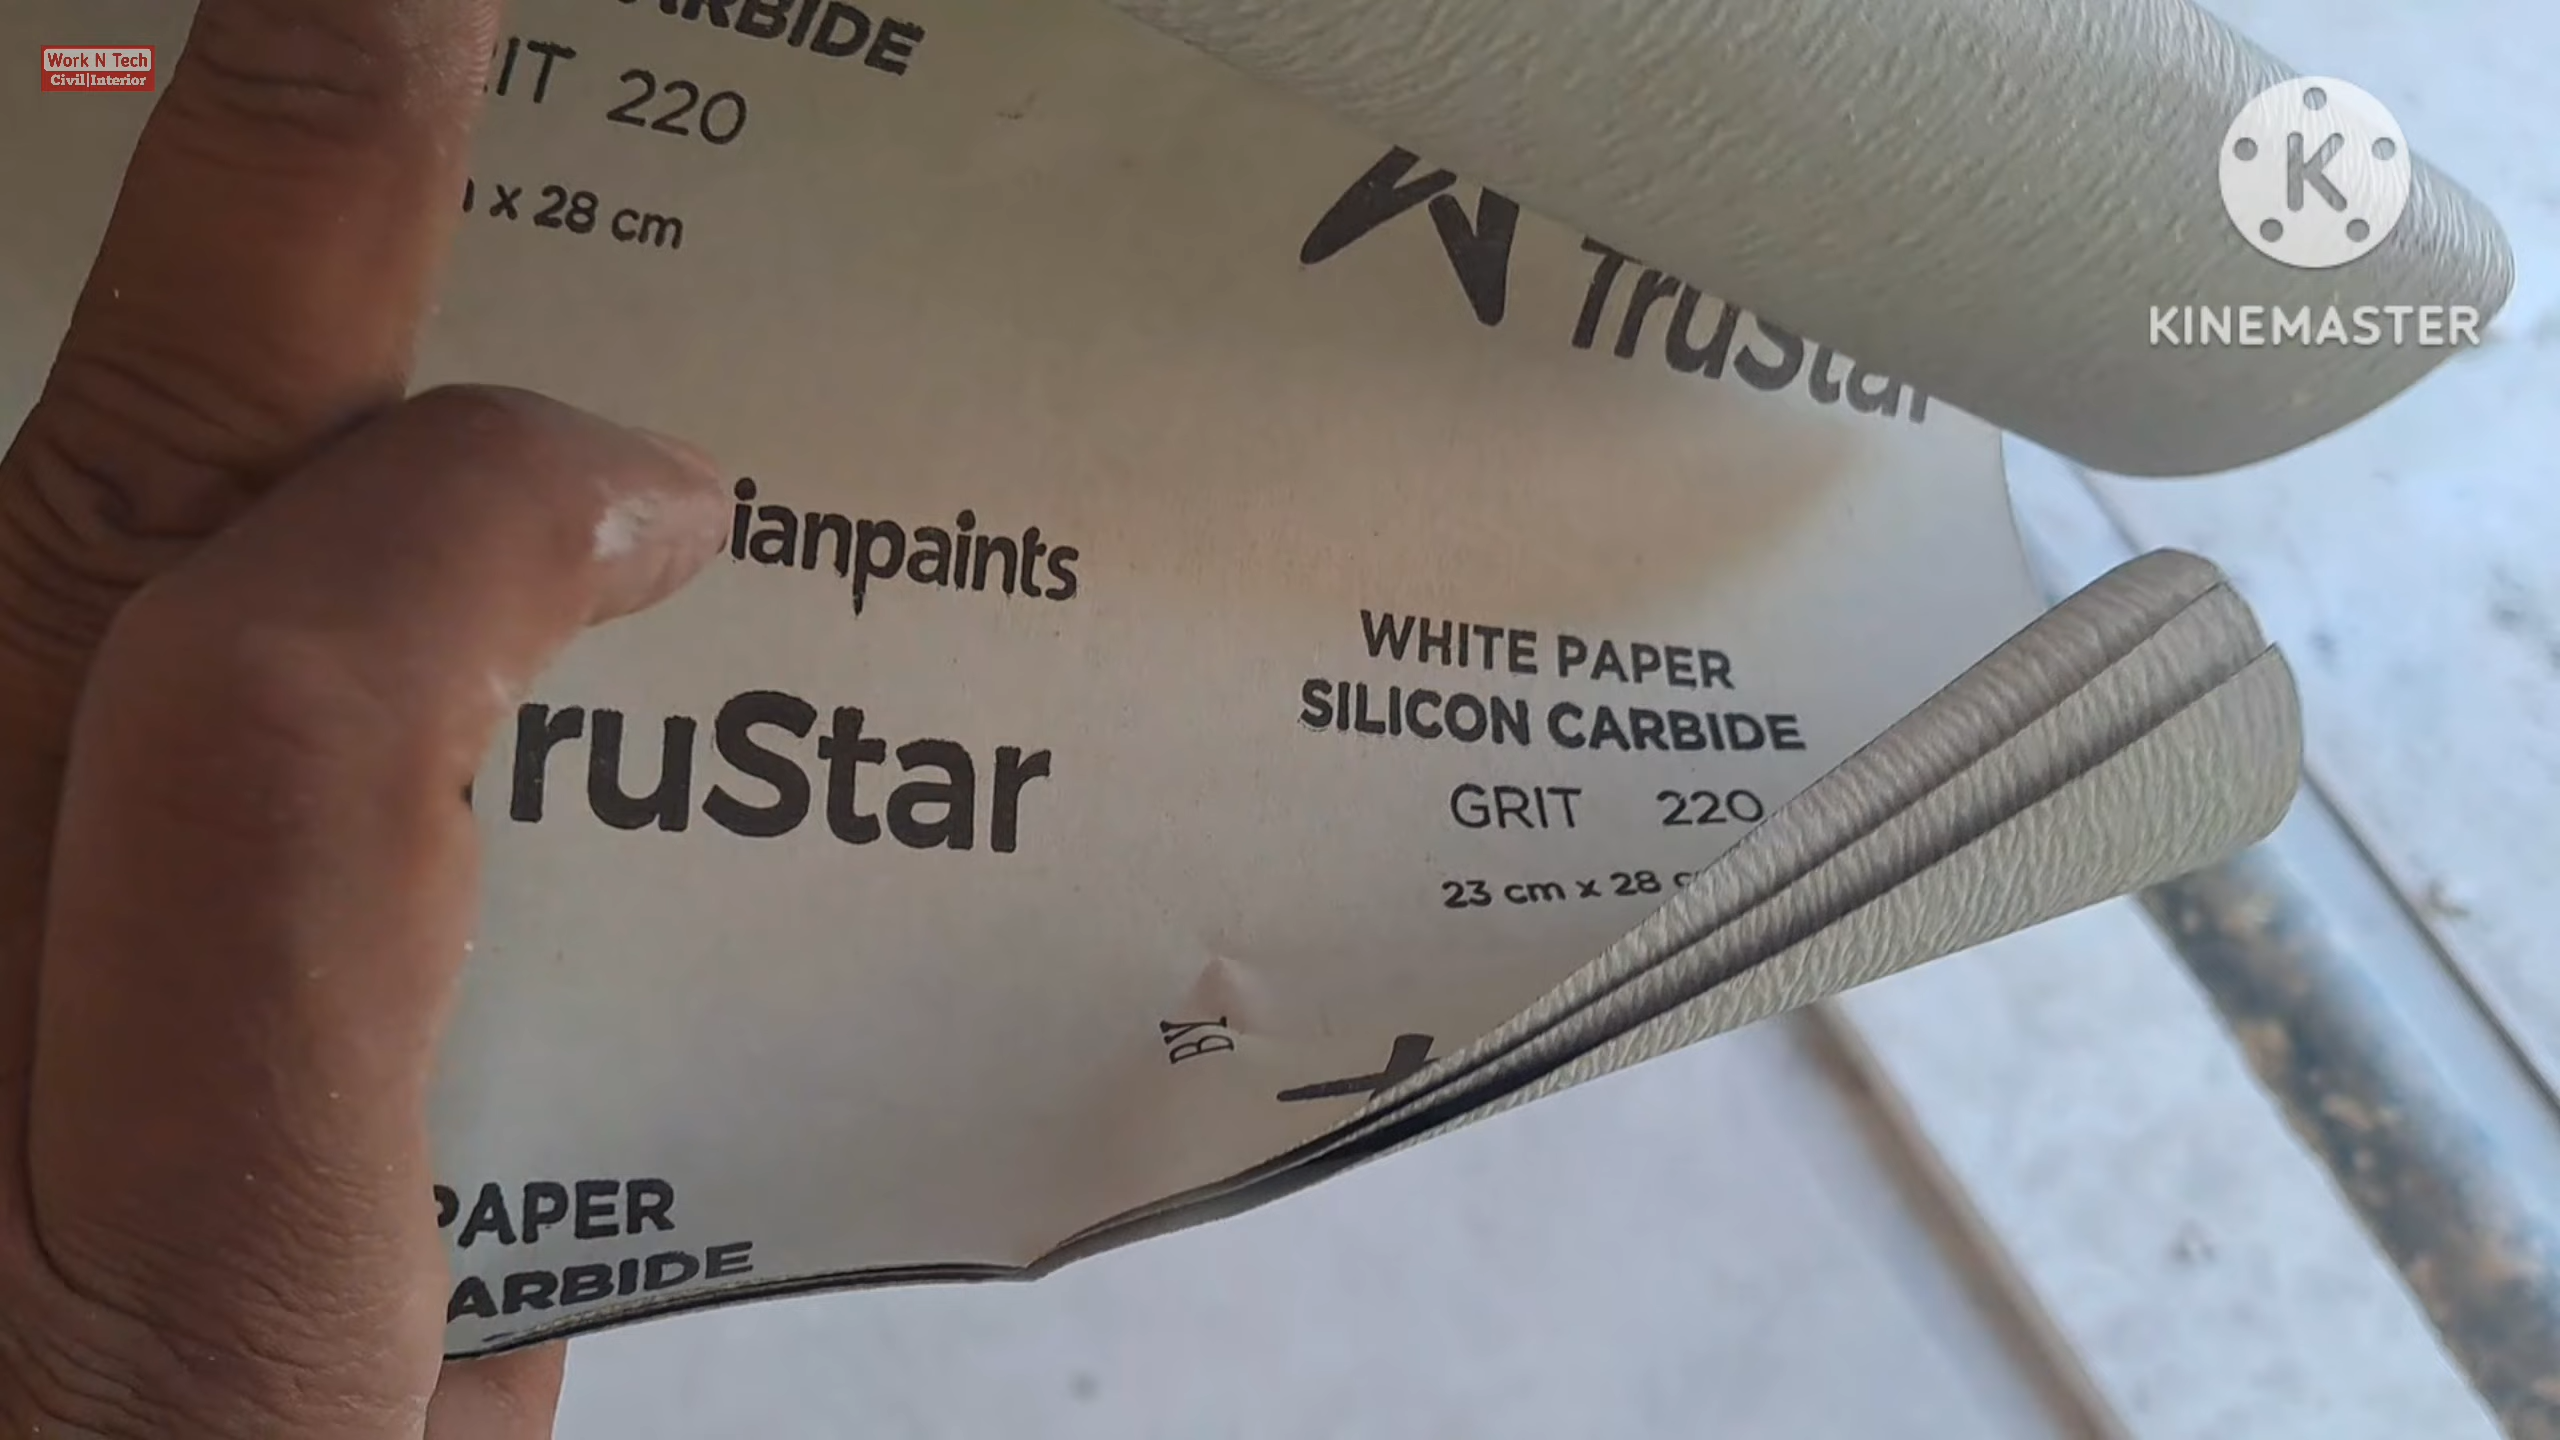 Work N Tech
Civil|Interior
RBIDE
IT 220
x 28 cm
TruStar
KINEMASTER
ianpaints
ruStar
WHITE PAPER
SILICON CARBIDE
GRIT 220
23 cm x 28 c
BY
PAPER
ARBIDE